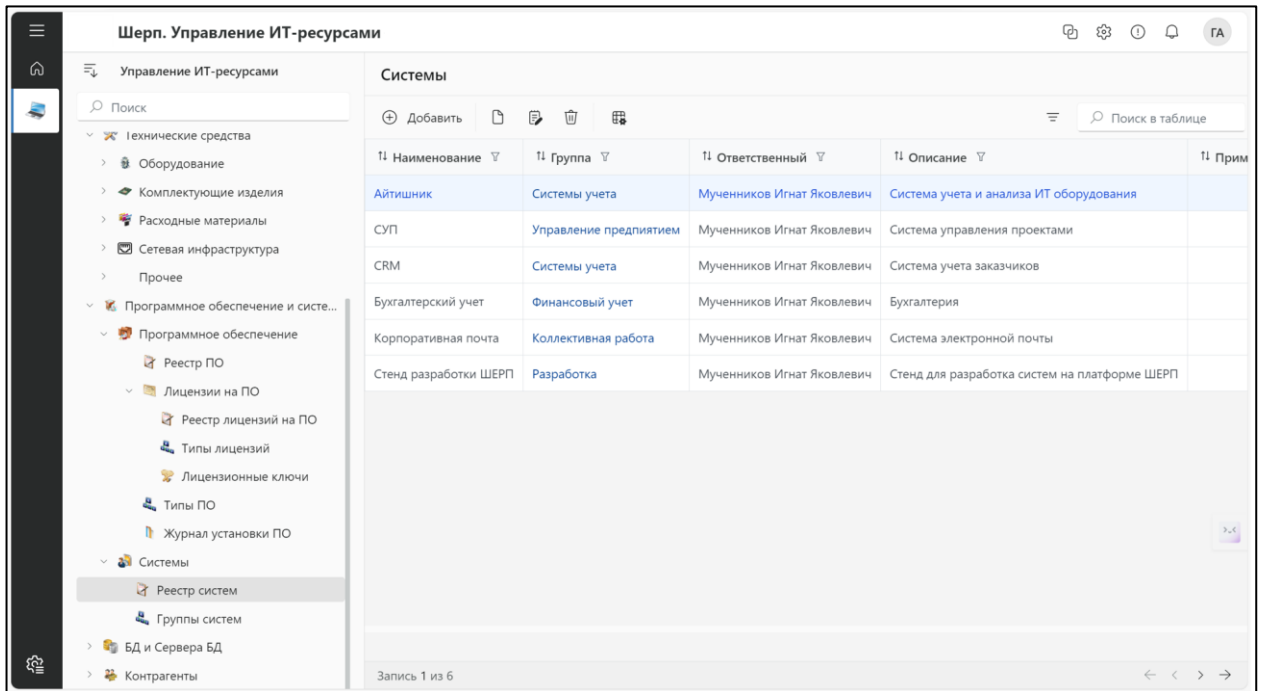 Шерп. Управление ИТ-ресурсами
ГА
Управление ИТ-ресурсами
Поиск
Технические средства
Оборудование
Комплектующие изделия
Расходные материалы
Сетевая инфраструктура
Прочее
Программное обеспечение и систе...
Программное обеспечение
Реестр ПО
Лицензии на ПО
Реестр лицензий на ПО
Типы лицензий
Лицензионные ключи
Типы ПО
Журнал установки ПО
Системы
Реестр систем
Группы систем
БД и Сервера БД
Контрагенты
Системы
Добавить Поиск в таблице
Наименование Группа Ответственный Описание Прим
Айтишник Системы учета Мученников Игнат Яковлевич Система учета и анализа ИТ оборудования
СУП Управление предпиятием Мученников Игнат Яковлевич Система управления проектами
CRM Системы учета Мученников Игнат Яковлевич Система учета заказчиков
Бухгалтерский учет Финансовый учет Мученников Игнат Яковлевич Бухгалтерия
Корпоративная почта Коллективная работа Мученников Игнат Яковлевич Система электронной почты
Стенд разработки ШЕРП Разработка Мученников Игнат Яковлевич Стенд для разработка систем на платформе ШЕРП
Запись 1 из 6